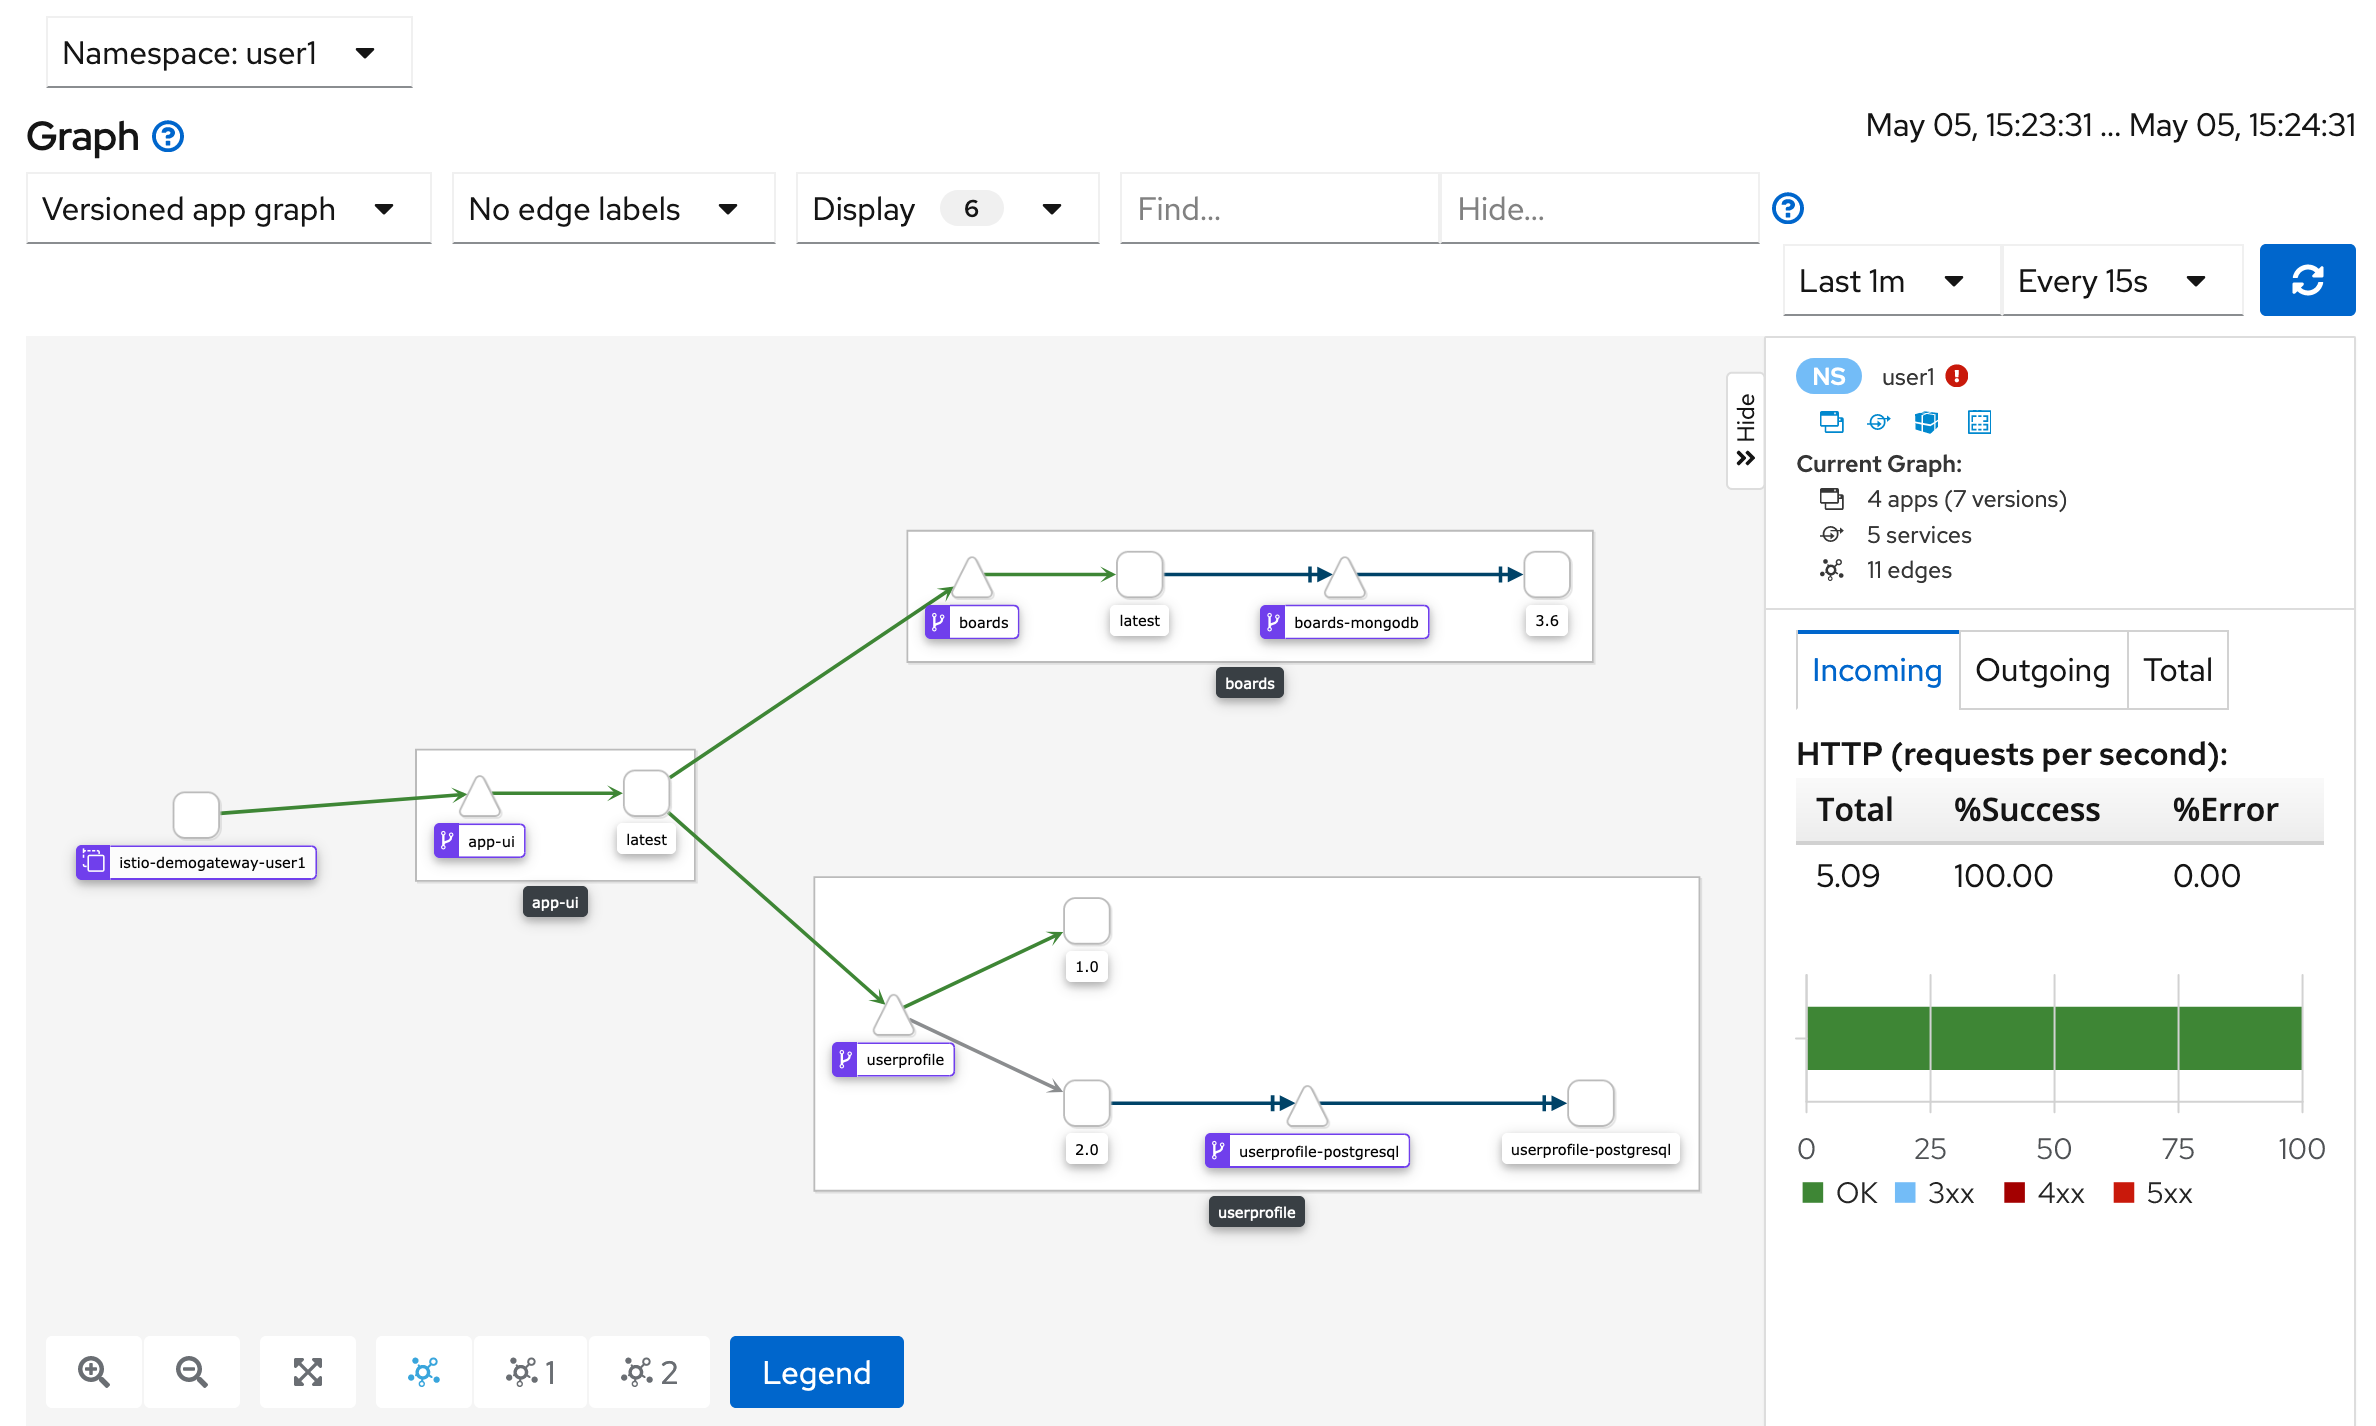 Namespace: user1
Graph
May 05, 15:23:31 ... May 05, 15:24:31
Versioned app graph
No edge labels
Display 6
Find...
Hide...
Last 1m
Every 15s
Hide
NS user1
Current Graph:
4 apps (7 versions)
5 services
11 edges
Incoming
Outgoing
Total
HTTP (requests per second):
Total %Success %Error
5.09 100.00 0.00
0 25 50 75 100
OK 3xx 4xx 5xx
boards
latest
boards-mongodb
3.6
boards
istio-demogateway-user1
app-ui
latest
app-ui
1.0
userprofile
2.0
userprofile-postgresql
userprofile-postgresql
userprofile
1
2
Legend